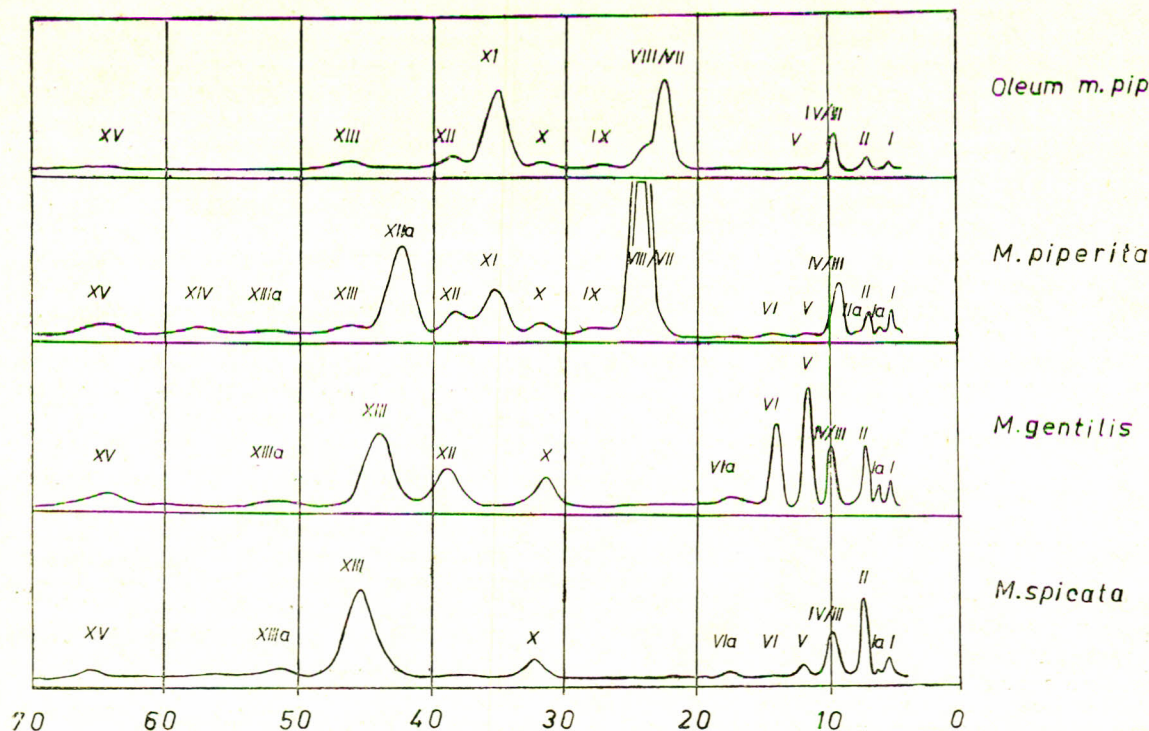 XV XIII XII XI X IX VIII/VII V IV/III II I
Oleum m. pip
XV XIV XIIIa XIII XIIa XII XI X IX VIII/VII VI V IV/III IIa II Ia I
M. piperita
XV XIIIa XIII XII X VIa VI V IV/III II Ia I
M. gentilis
XV XIIIa XIII X VIa VI V IV/III II Ia I
M. spicata
70 60 50 40 30 20 10 0